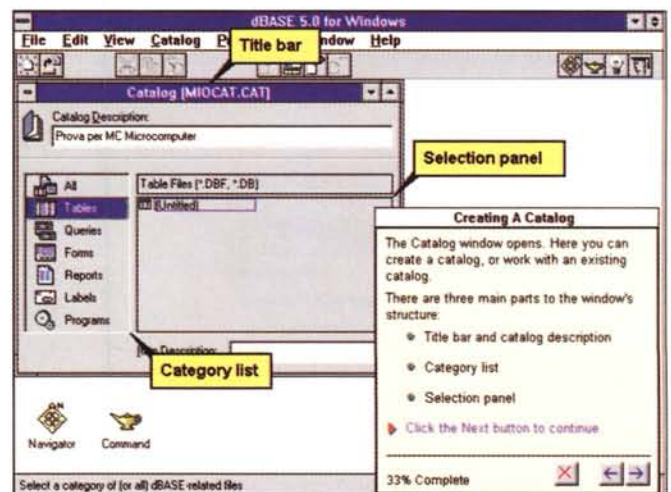 dBASE 5.0 for Windows
File Edit View Catalog Help
Title bar
Catalog [MIOCAT.CAT]
Catalog Description:
Prova per MC Microcomputer
Selection panel
All
Tables
Queries
Forms
Reports
Labels
Programs
Table Files (*.DBF, *.DB)
(Untitled)
Description:
Category list
Creating A Catalog
The Catalog window opens. Here you can
create a catalog, or work with an existing
catalog.
There are three main parts to the window's
structure:
Title bar and catalog description
Category list
Selection panel
Click the Next button to continue
33% Complete
Navigator
Command
Select a category of (or all) dBASE-related files